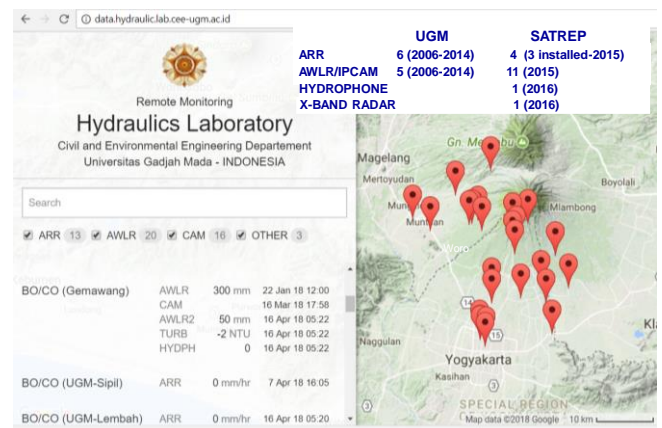 data.hydraulic.lab.cee-ugm.ac.id
UGM SATREP
ARR 6 (2006-2014) 4 (3 installed-2015)
AWLR/IPCAM 5 (2006-2014) 11 (2015)
HYDROPHONE 1 (2016)
X-BAND RADAR 1 (2016)
Remote Monitoring
Hydraulics Laboratory
Civil and Environmental Engineering Departement
Universitas Gadjah Mada - INDONESIA
Search
ARR 13 AWLR 20 CAM 16 OTHER 3
BO/CO (Gemawang) AWLR 300 mm 22 Jan 18 12:00
CAM 16 Mar 18 17:58
AWLR2 50 mm 16 Apr 18 05:22
TURB -2 NTU 16 Apr 18 05:22
HYDPH 0 16 Apr 18 05:22
BO/CO (UGM-Sipil) ARR 0 mm/hr 7 Apr 18 16:05
BO/CO (UGM-Lembah) ARR 0 mm/hr 16 Apr 18 05:20
Magelang
Mertoyudan
Boyolali
Mlambong
14
15
Naggulan
Yogyakarta
Kasihan
3
3
SPECIAL REGION
Map data ©2018 Google 10 km